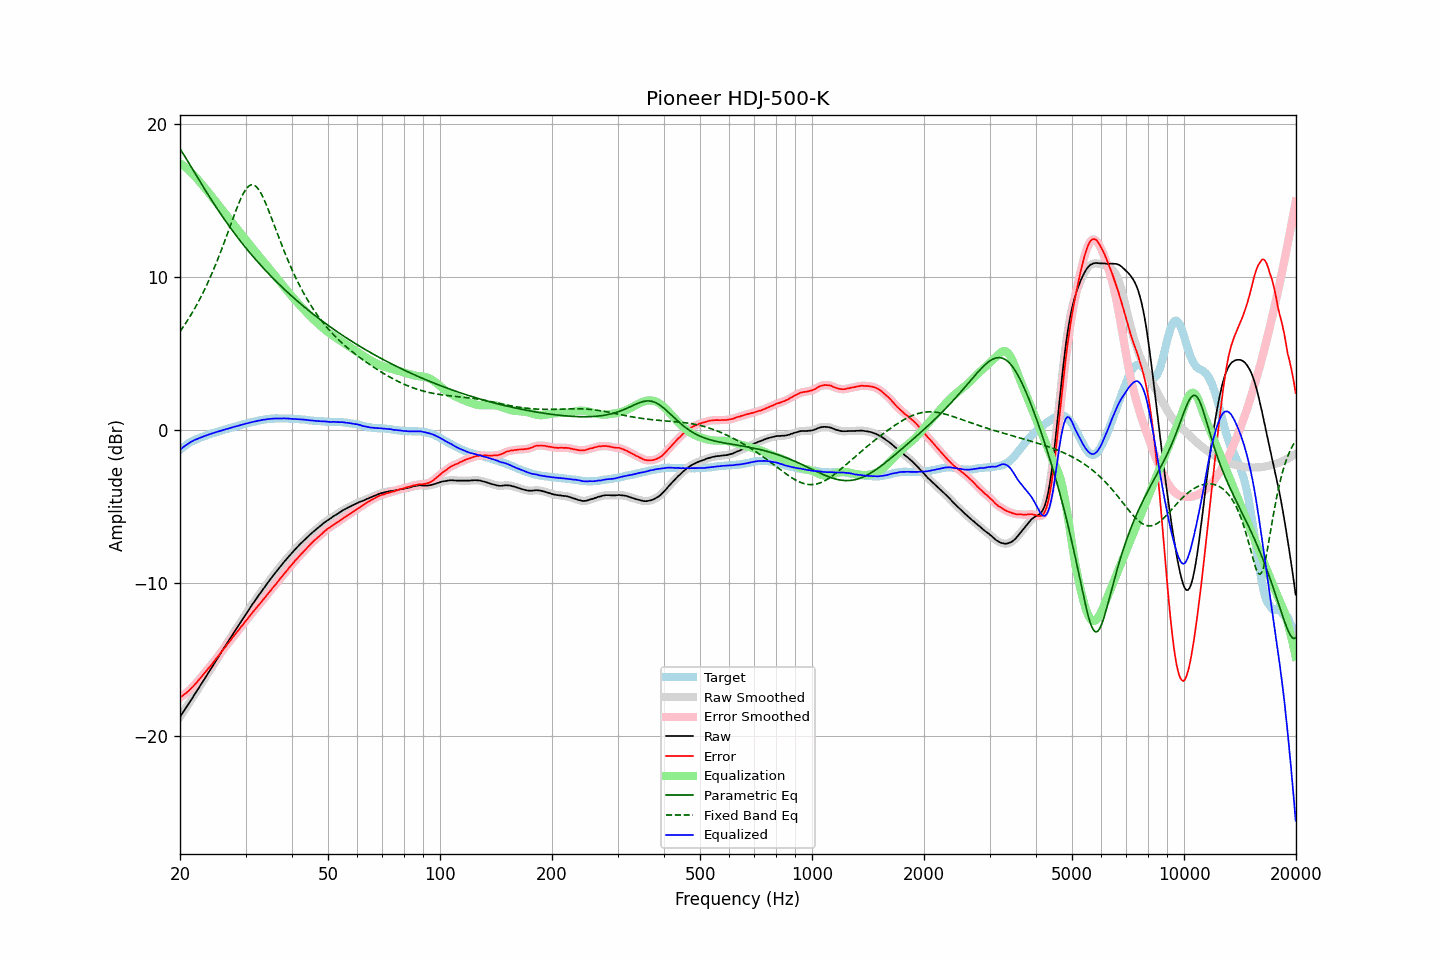 Pioneer HDJ-500-K
20
10
0
−10
−20
Amplitude (dBr)
20
50
100
200
500
1000
2000
5000
10000
20000
Frequency (Hz)
Target
Raw Smoothed
Error Smoothed
Raw
Error
Equalization
Parametric Eq
Fixed Band Eq
Equalized